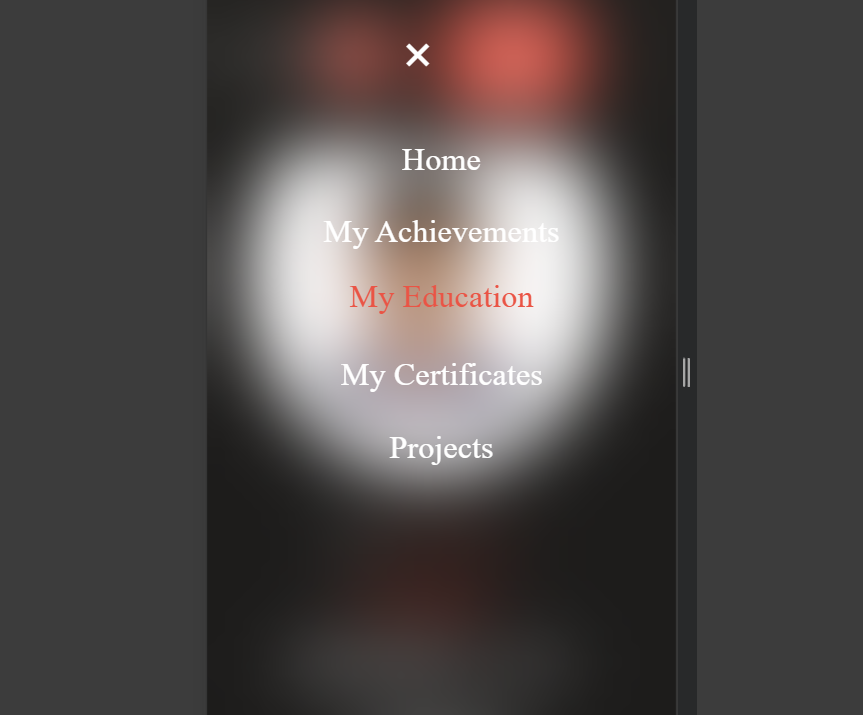 Home
My Achievements
My Education
My Certificates
Projects